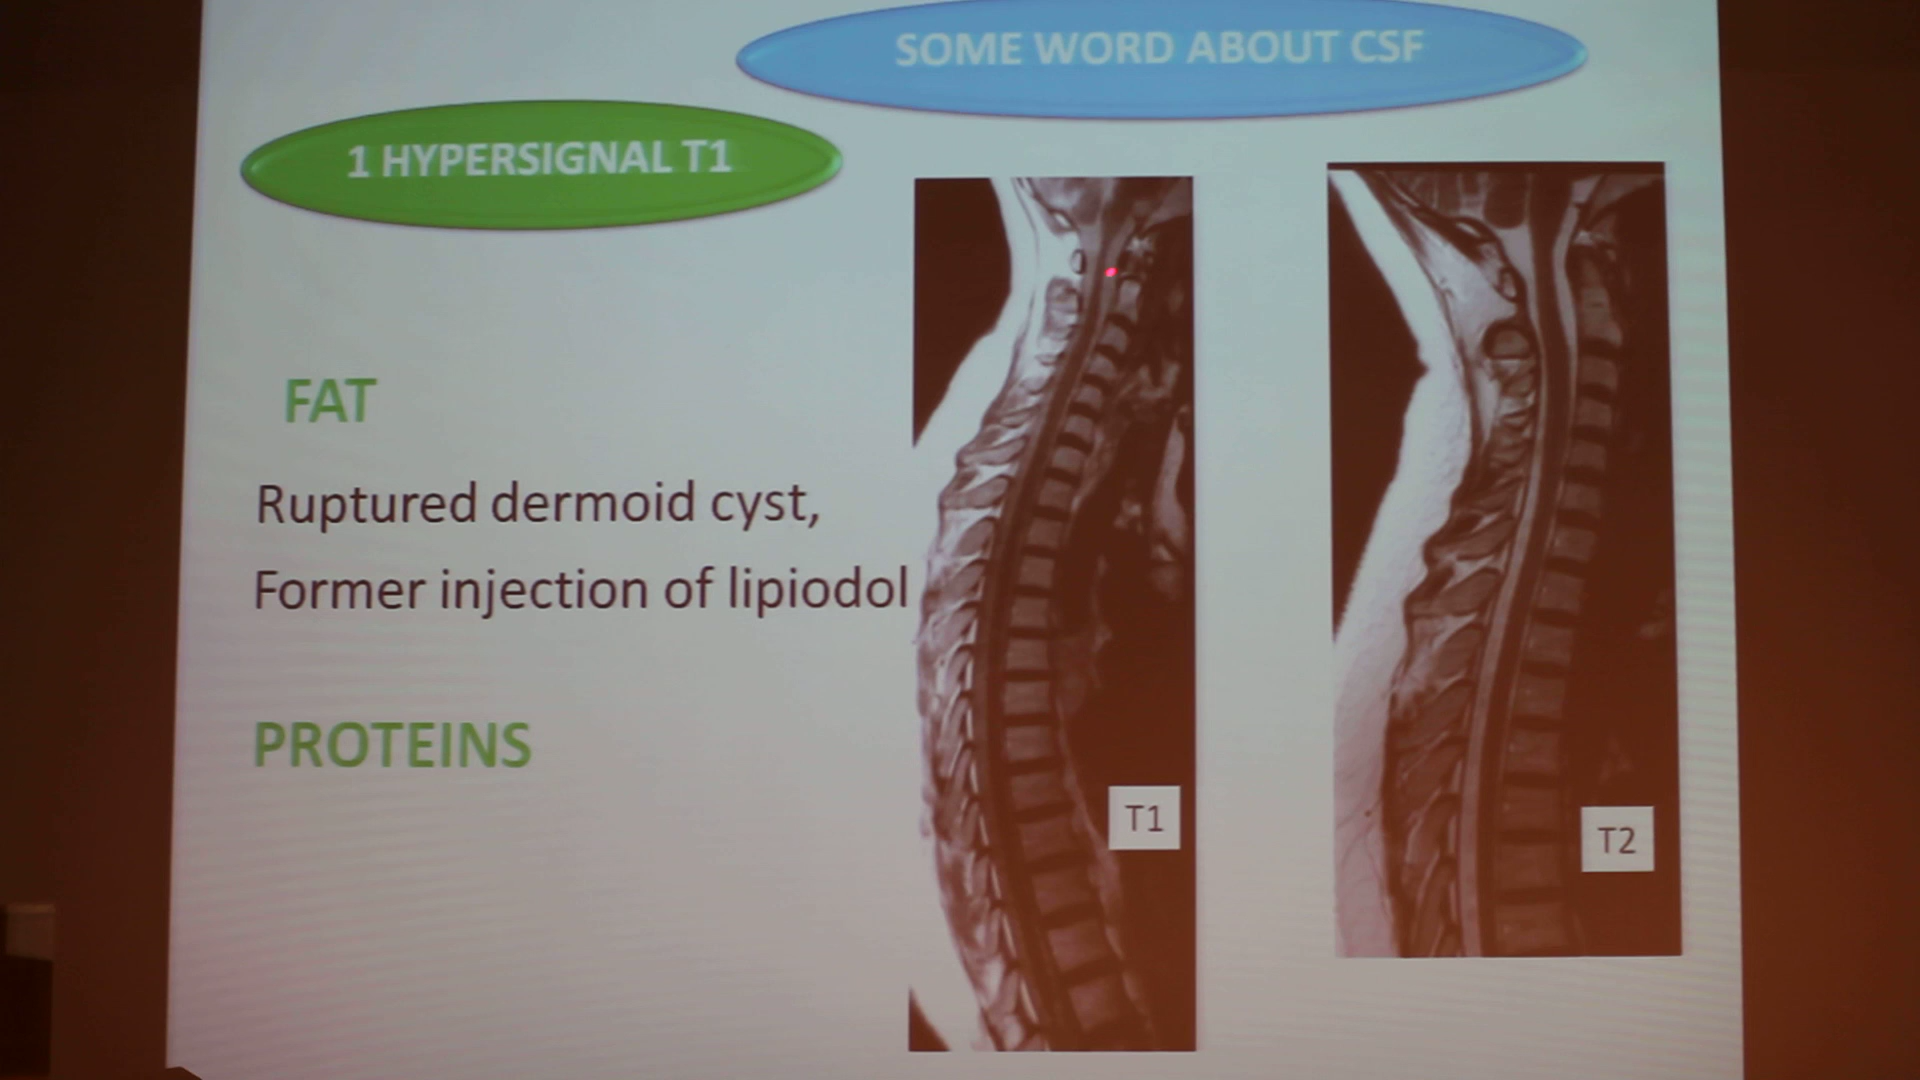 SOME WORD ABOUT CSF
1 HYPERSIGNAL T1
FAT
Ruptured dermoid cyst,
Former injection of lipiodol
PROTEINS
T1
T2